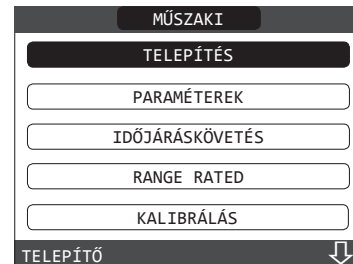 MŰSZAKI
TELEPÍTÉS
PARAMÉTEREK
IDŐJÁRÁSKÖVETÉS
RANGE RATED
KALIBRÁLÁS
TELEPÍTŐ